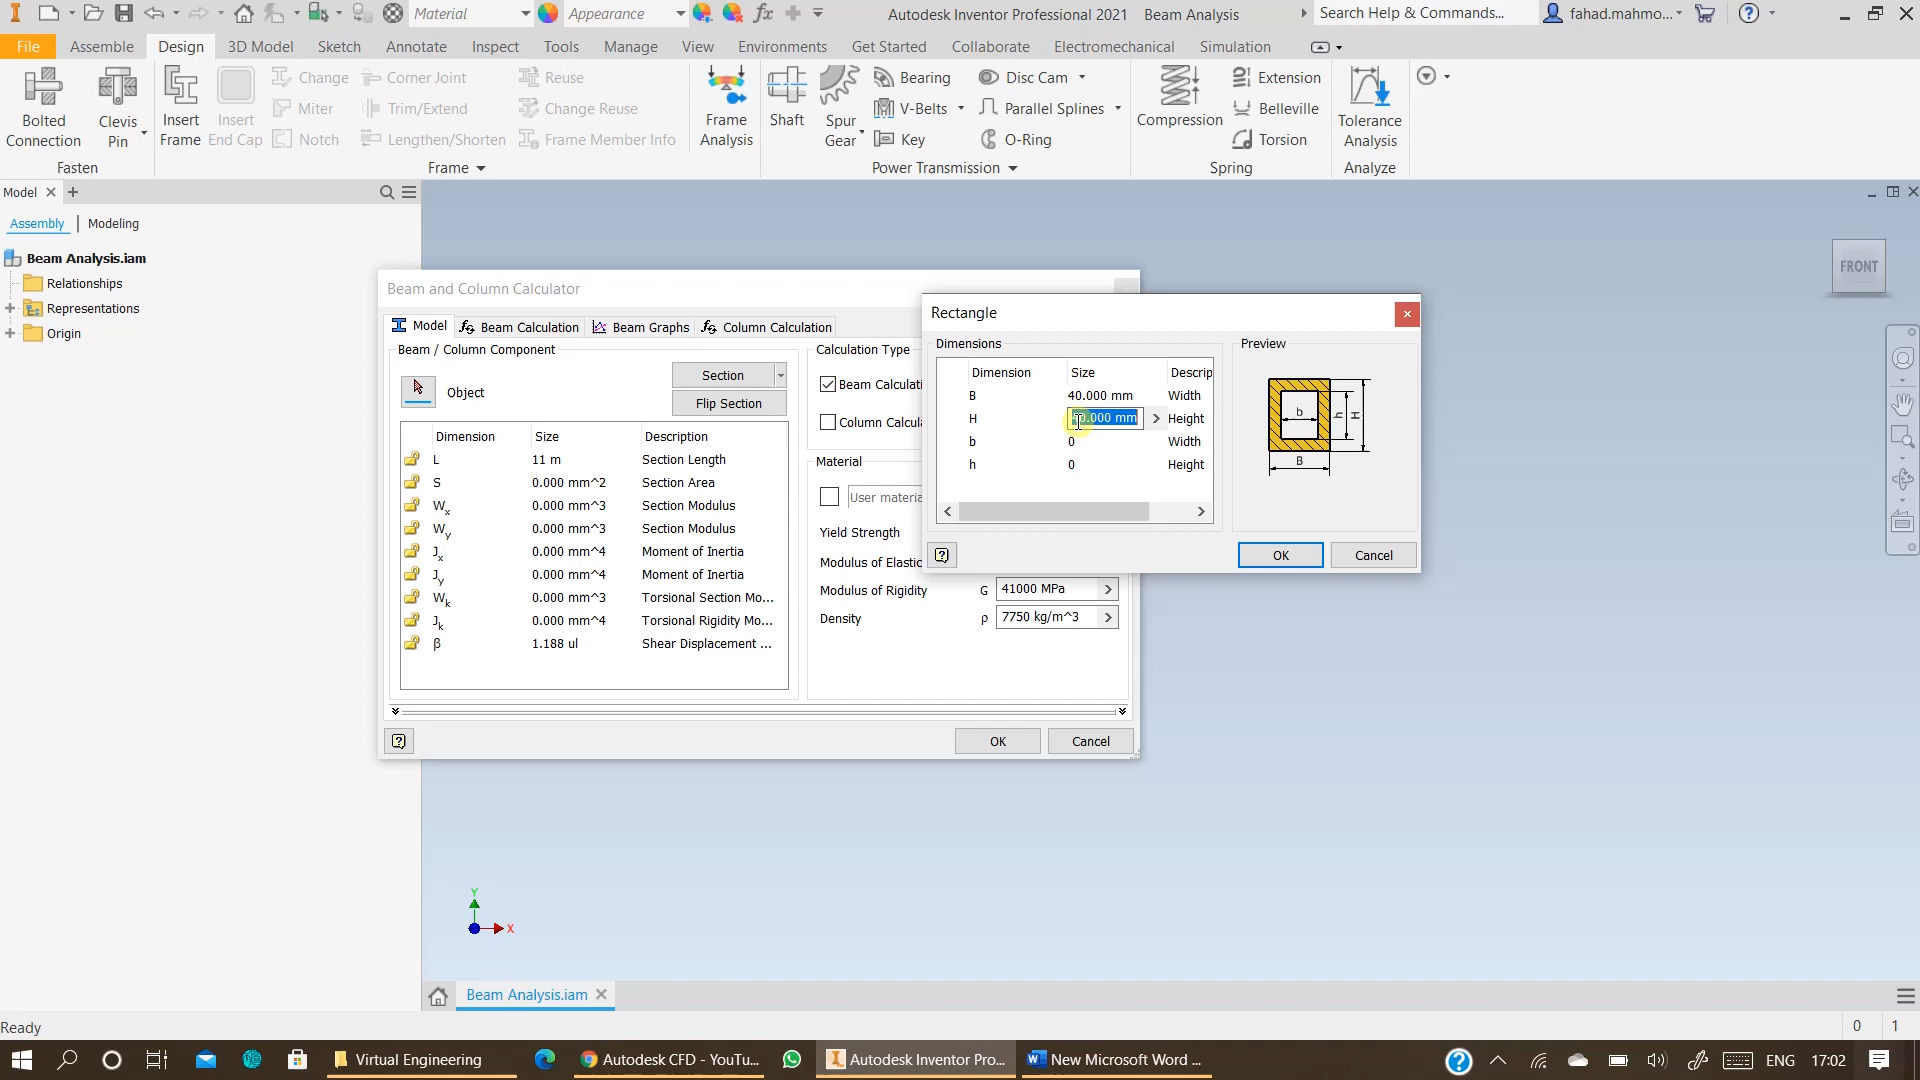 Material
Appearance
Autodesk Inventor Professional 2021 Beam Analysis
Search Help & Commands...
fahad.mahmo...
File
Assemble
Design
3D Model
Sketch
Annotate
Inspect
Tools
Manage
View
Environments
Get Started
Collaborate
Electromechanical
Simulation
Bolted Connection
Clevis Pin
Fasten
Insert Frame
Insert End Cap
Change
Miter
Notch
Corner Joint
Trim/Extend
Lengthen/Shorten
Reuse
Change Reuse
Frame Member Info
Frame
Frame Analysis
Shaft
Spur Gear
Bearing
V-Belts
Key
Disc Cam
Parallel Splines
O-Ring
Power Transmission
Compression
Extension
Belleville
Torsion
Spring
Tolerance Analysis
Analyze
Model
Assembly
Modeling
Beam Analysis.iam
Relationships
Representations
Origin
FRONT
Beam and Column Calculator
Model
Beam Calculation
Beam Graphs
Column Calculation
Beam / Column Component
Object
Section
Flip Section
Dimension Size Description
L 11 m Section Length
S 0.000 mm^2 Section Area
Wx 0.000 mm^3 Section Modulus
Wy 0.000 mm^3 Section Modulus
Jx 0.000 mm^4 Moment of Inertia
Jy 0.000 mm^4 Moment of Inertia
Wk 0.000 mm^3 Torsional Section Mo...
Jk 0.000 mm^4 Torsional Rigidity Mo...
β 1.188 ul Shear Displacement ...
Calculation Type
Beam Calculati
Column Calcula
Material
User materia
Yield Strength
Modulus of Elastic
Modulus of Rigidity G 41000 MPa
Density ρ 7750 kg/m^3
OK
Cancel
Rectangle
Dimensions
Dimension Size Descrip
B 40.000 mm Width
H 0.000 mm Height
b 0 Width
h 0 Height
Preview
b
h
H
B
OK
Cancel
Y
X
Beam Analysis.iam
Ready
0 1
Virtual Engineering
Autodesk CFD - YouTu...
Autodesk Inventor Pro...
New Microsoft Word ...
ENG
17:02